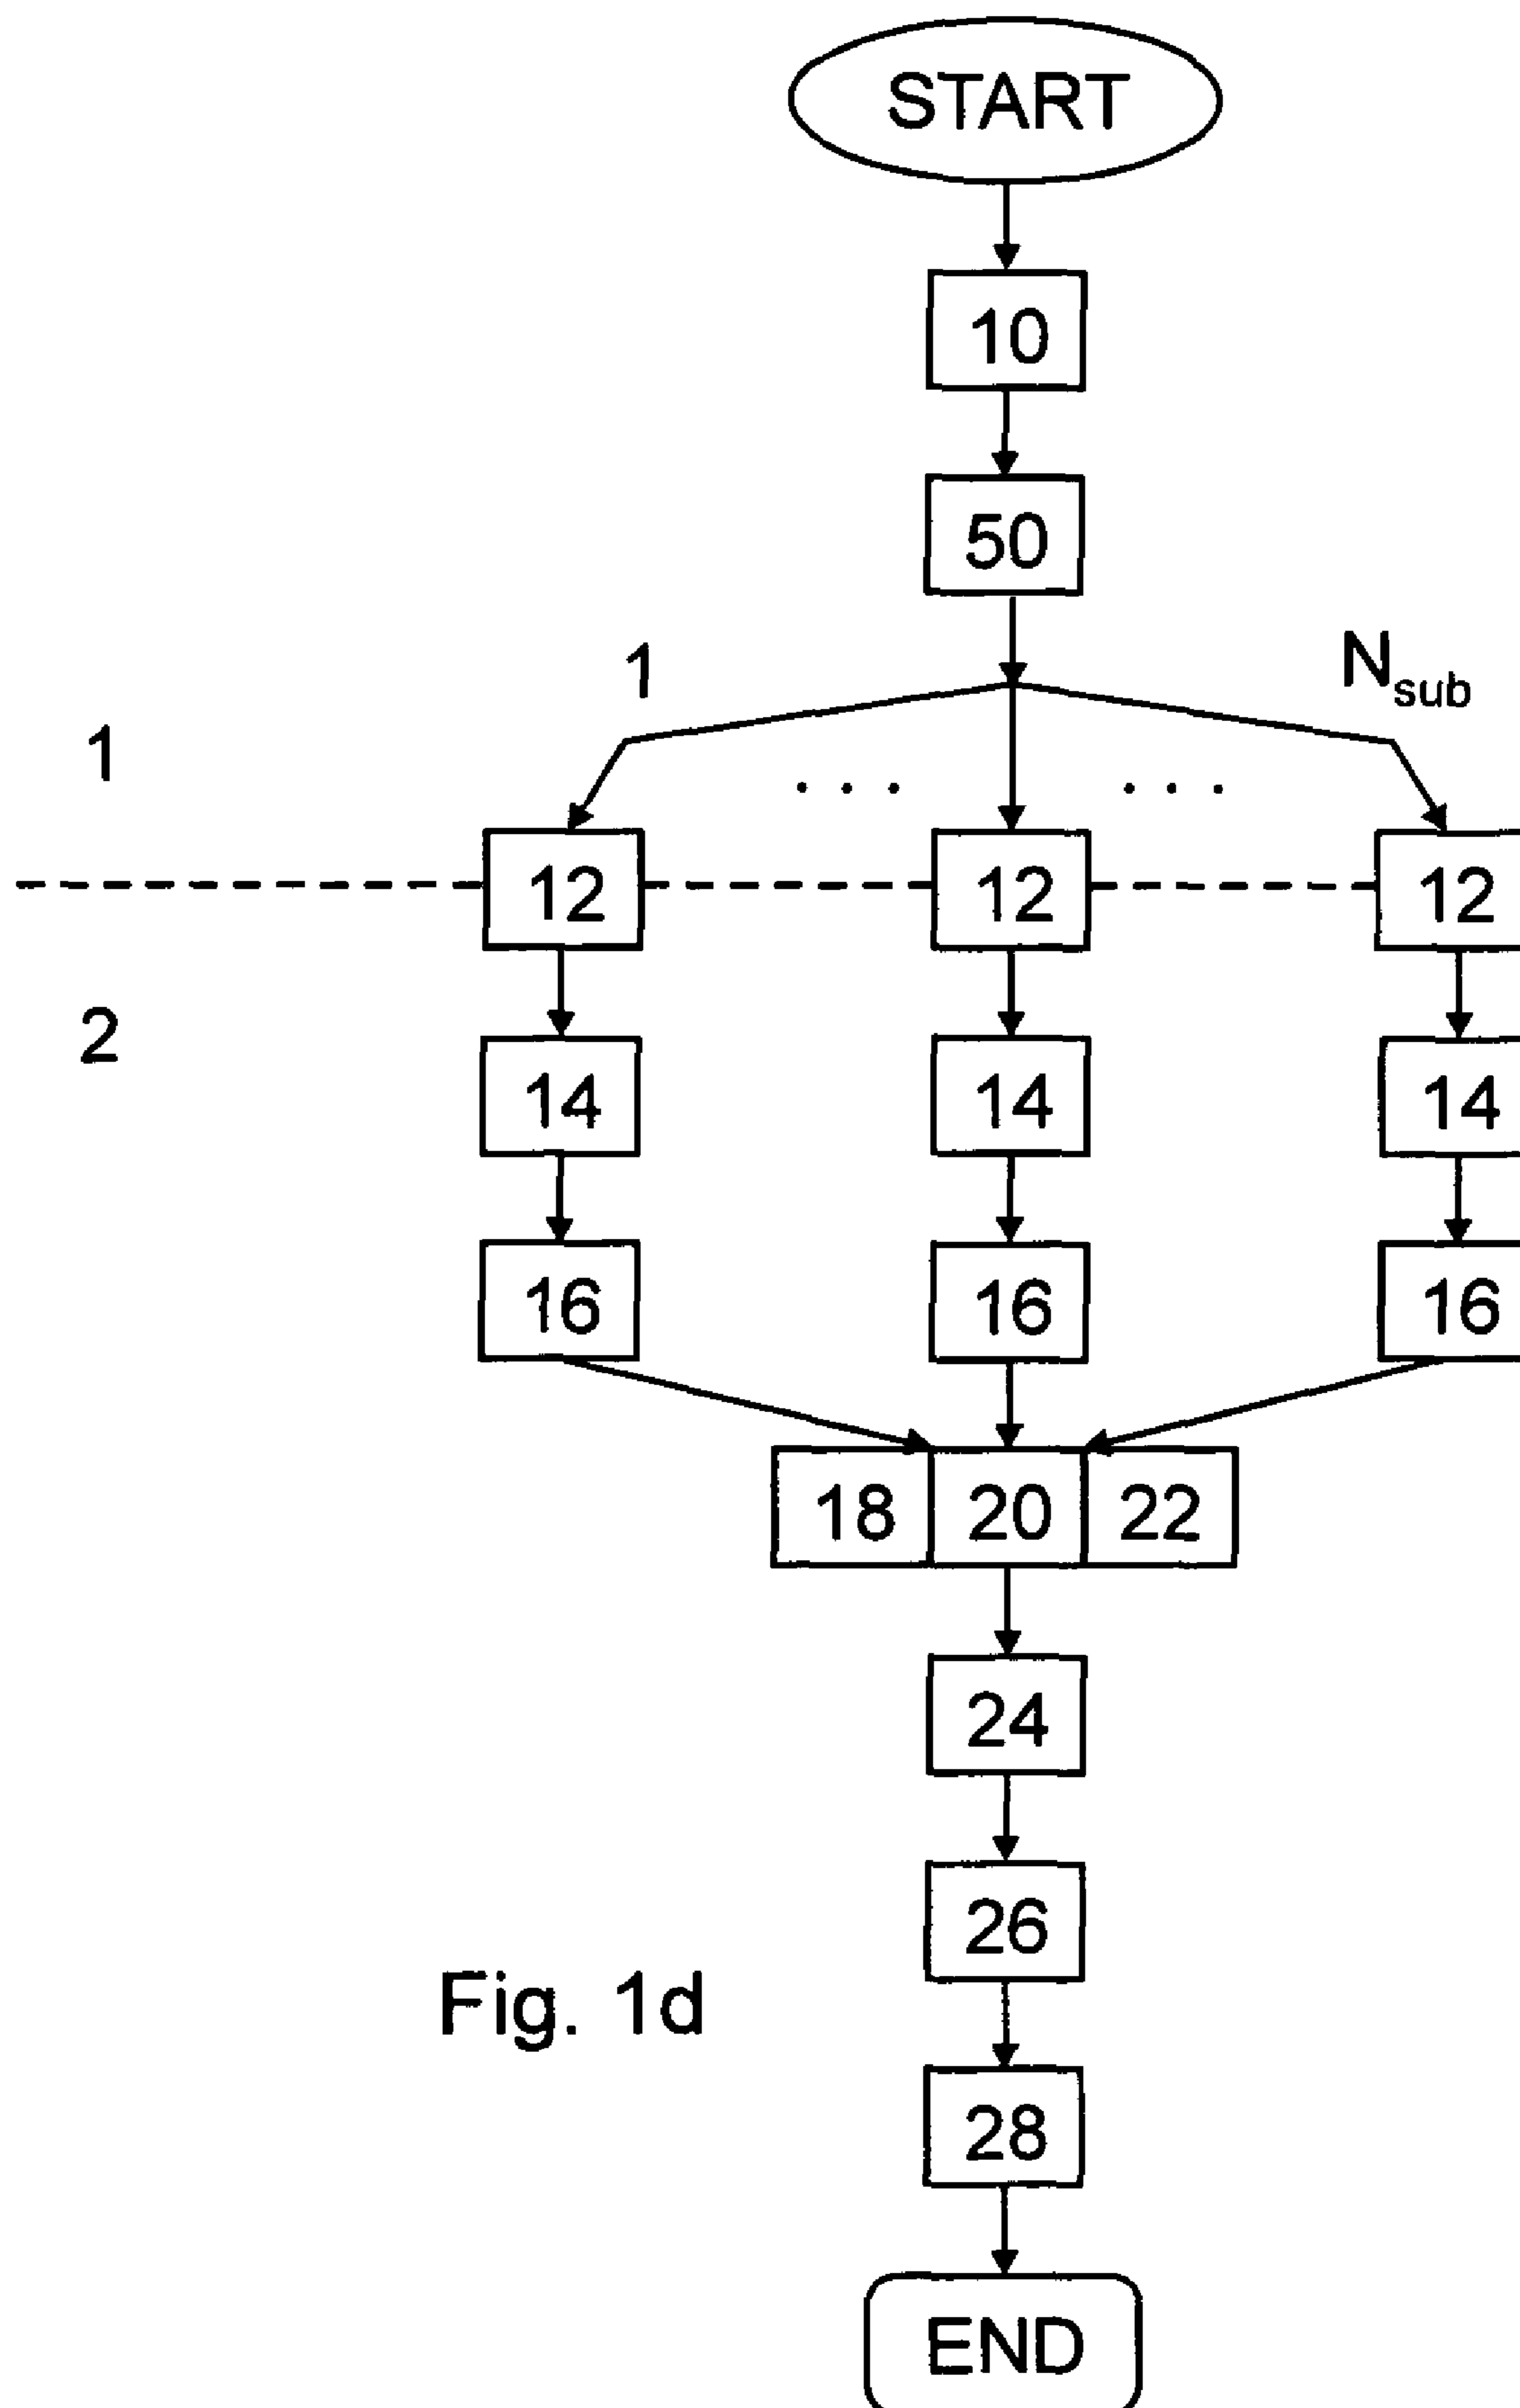 START
10
50
1 N_sub
1
. . . . . .
12 12 12
2
14 14 14
16 16 16
18 20 22
24
26
Fig. 1d
28
END